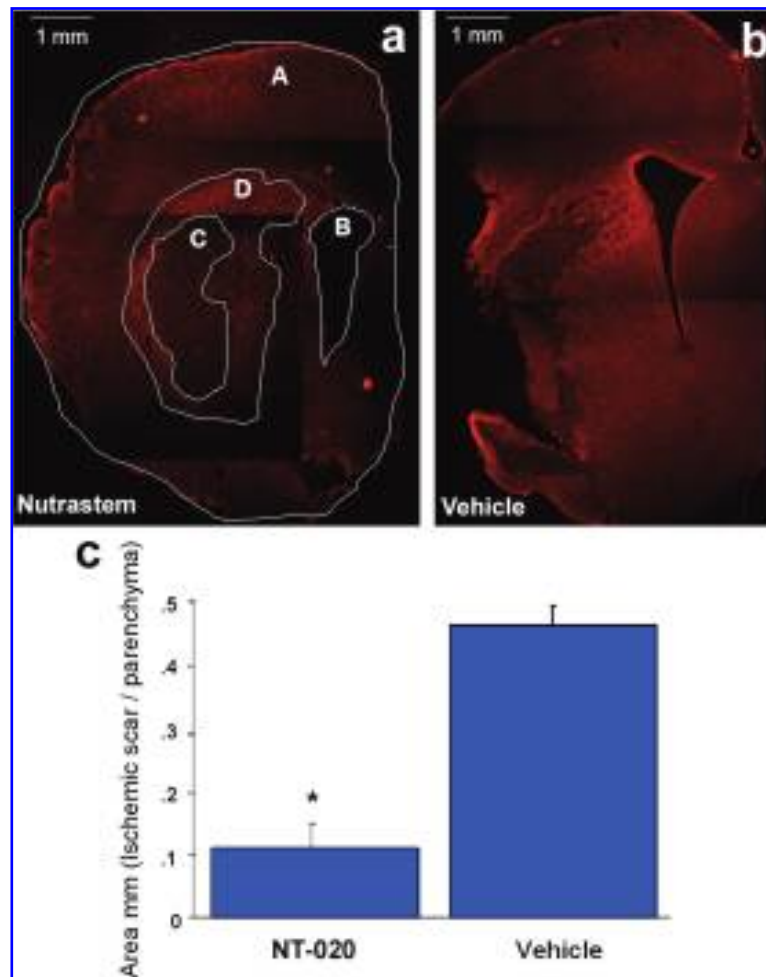 1 mm
a
A
D
C
B
Nutrastem
1 mm
b
Vehicle
c
Area mm (Ischemic scar / parenchyma)
.5
.4
.3
.2
.1
0
*
NT-020
Vehicle